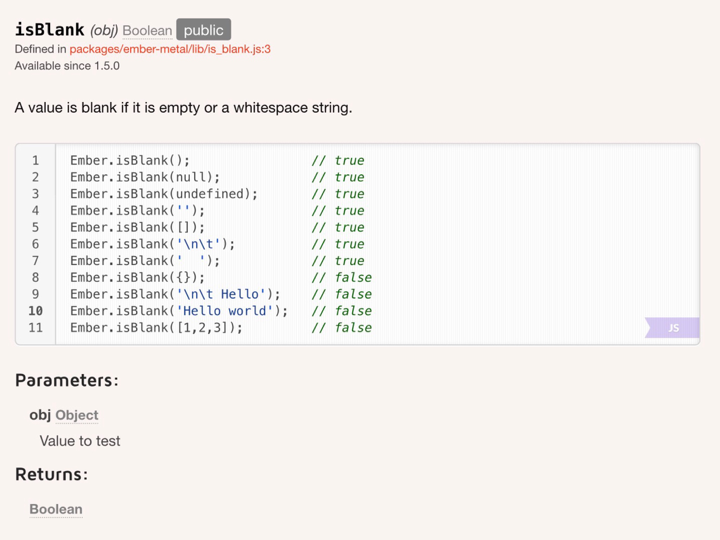 isBlank (obj) Boolean public
Defined in packages/ember-metal/lib/is_blank.js:3
Available since 1.5.0
A value is blank if it is empty or a whitespace string.
1 Ember.isBlank(); // true
2 Ember.isBlank(null); // true
3 Ember.isBlank(undefined); // true
4 Ember.isBlank(''); // true
5 Ember.isBlank([]); // true
6 Ember.isBlank('\n\t'); // true
7 Ember.isBlank('  '); // true
8 Ember.isBlank({}); // false
9 Ember.isBlank('\n\t Hello'); // false
10 Ember.isBlank('Hello world'); // false
11 Ember.isBlank([1,2,3]); // false
JS
Parameters:
obj Object
Value to test
Returns:
Boolean